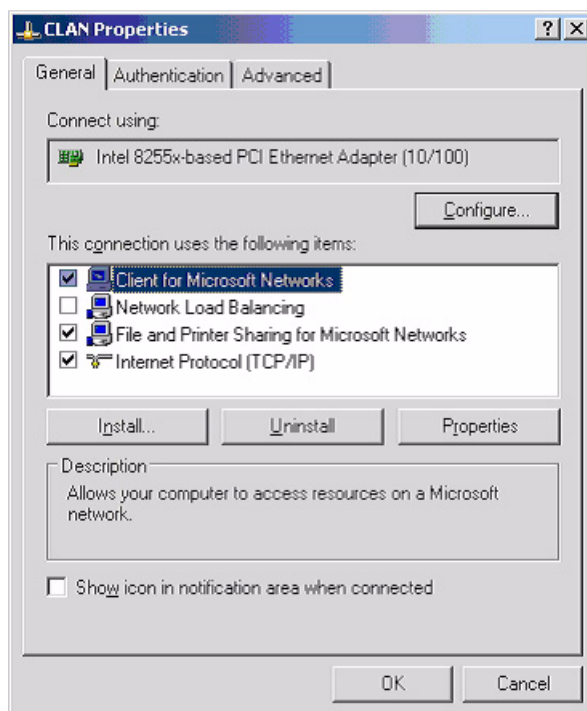 CLAN Properties
General Authentication Advanced
Connect using:
Intel 8255x-based PCI Ethernet Adapter (10/100)
Configure...
This connection uses the following items:
Client for Microsoft Networks
Network Load Balancing
File and Printer Sharing for Microsoft Networks
Internet Protocol (TCP/IP)
Install... Uninstall Properties
Description
Allows your computer to access resources on a Microsoft
network.
Show icon in notification area when connected
OK Cancel